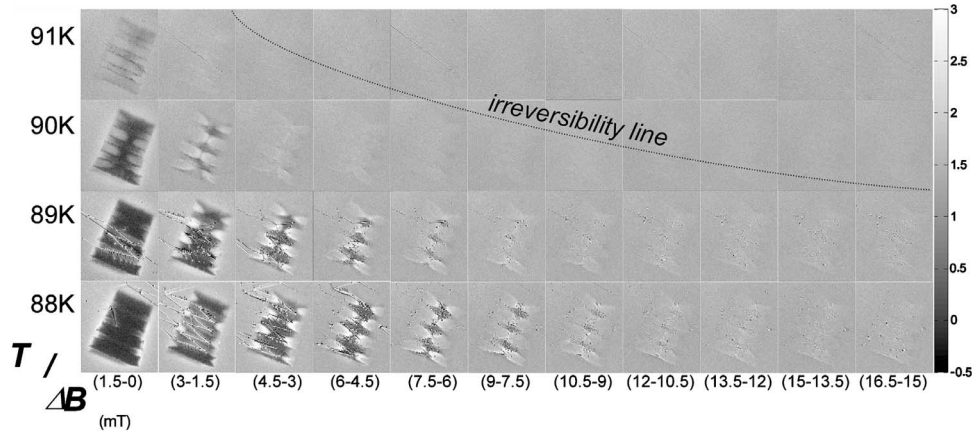 91K
90K
89K
88K
irreversibility line
3
2.5
2
1.5
1
0.5
0
-0.5
T / ΔB
(mT)
(1.5-0) (3-1.5) (4.5-3) (6-4.5) (7.5-6) (9-7.5) (10.5-9) (12-10.5) (13.5-12) (15-13.5) (16.5-15)